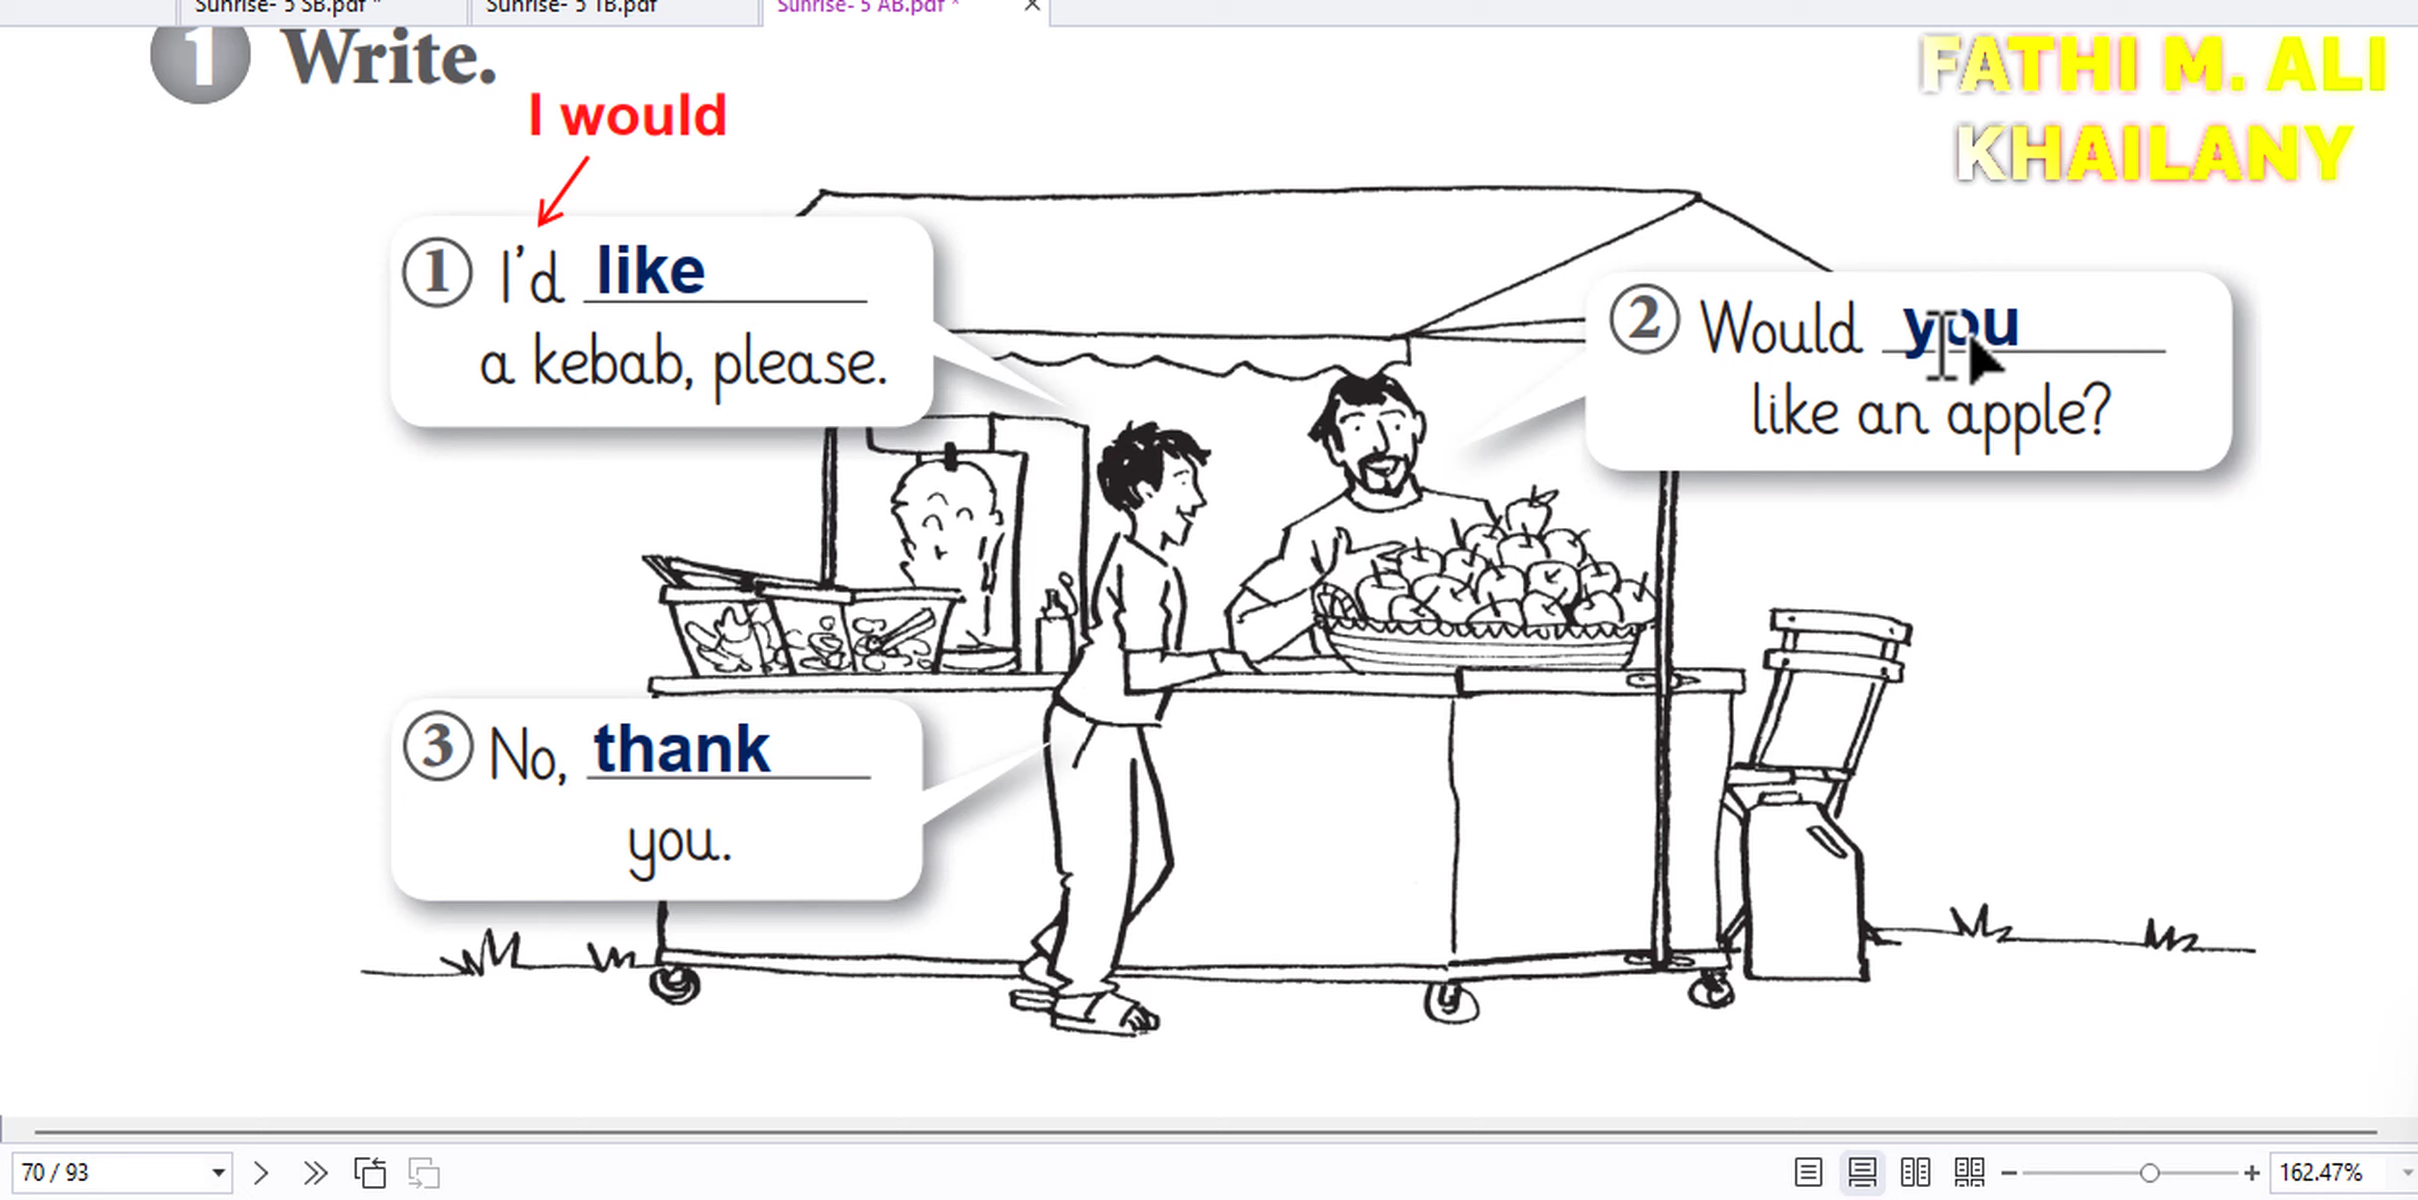 Sunrise- 5 SB.pdf *
Sunrise- 5 TB.pdf
Sunrise- 5 AB.pdf *
1 Write.
FATHI M. ALI
KHAILANY
I would
1 I'd like
a kebab, please.
2 Would you
like an apple?
3 No, thank
you.
70 / 93
162.47%